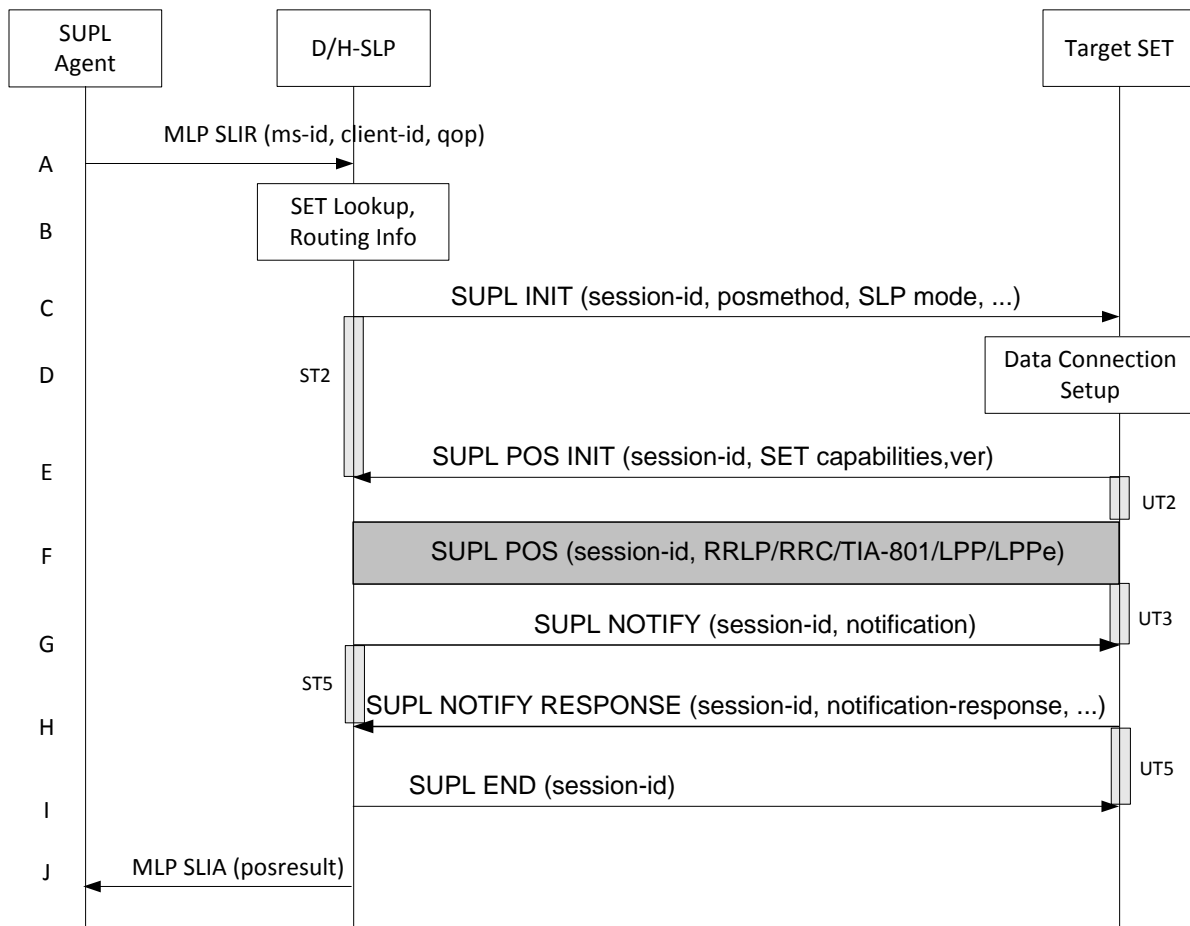 SUPL
Agent
D/H-SLP
Target SET
MLP SLIR (ms-id, client-id, qop)
A
SET Lookup,
Routing Info
B
SUPL INIT (session-id, posmethod, SLP mode, ...)
C
Data Connection
Setup
D
ST2
SUPL POS INIT (session-id, SET capabilities,ver)
E
UT2
SUPL POS (session-id, RRLP/RRC/TIA-801/LPP/LPPe)
F
UT3
SUPL NOTIFY (session-id, notification)
G
ST5
SUPL NOTIFY RESPONSE (session-id, notification-response, ...)
H
UT5
SUPL END (session-id)
I
MLP SLIA (posresult)
J